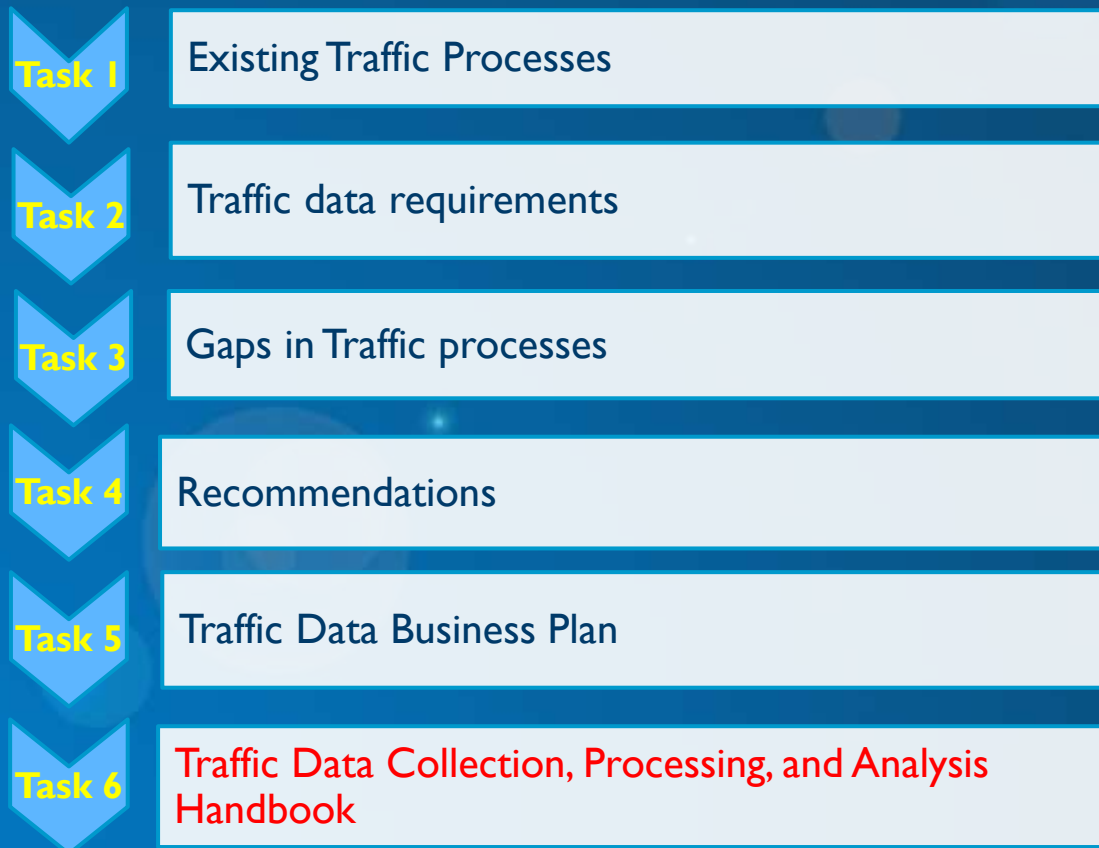 Task 1
Existing Traffic Processes
Task 2
Traffic data requirements
Task 3
Gaps in Traffic processes
Task 4
Recommendations
Task 5
Traffic Data Business Plan
Task 6
Traffic Data Collection, Processing, and Analysis
Handbook